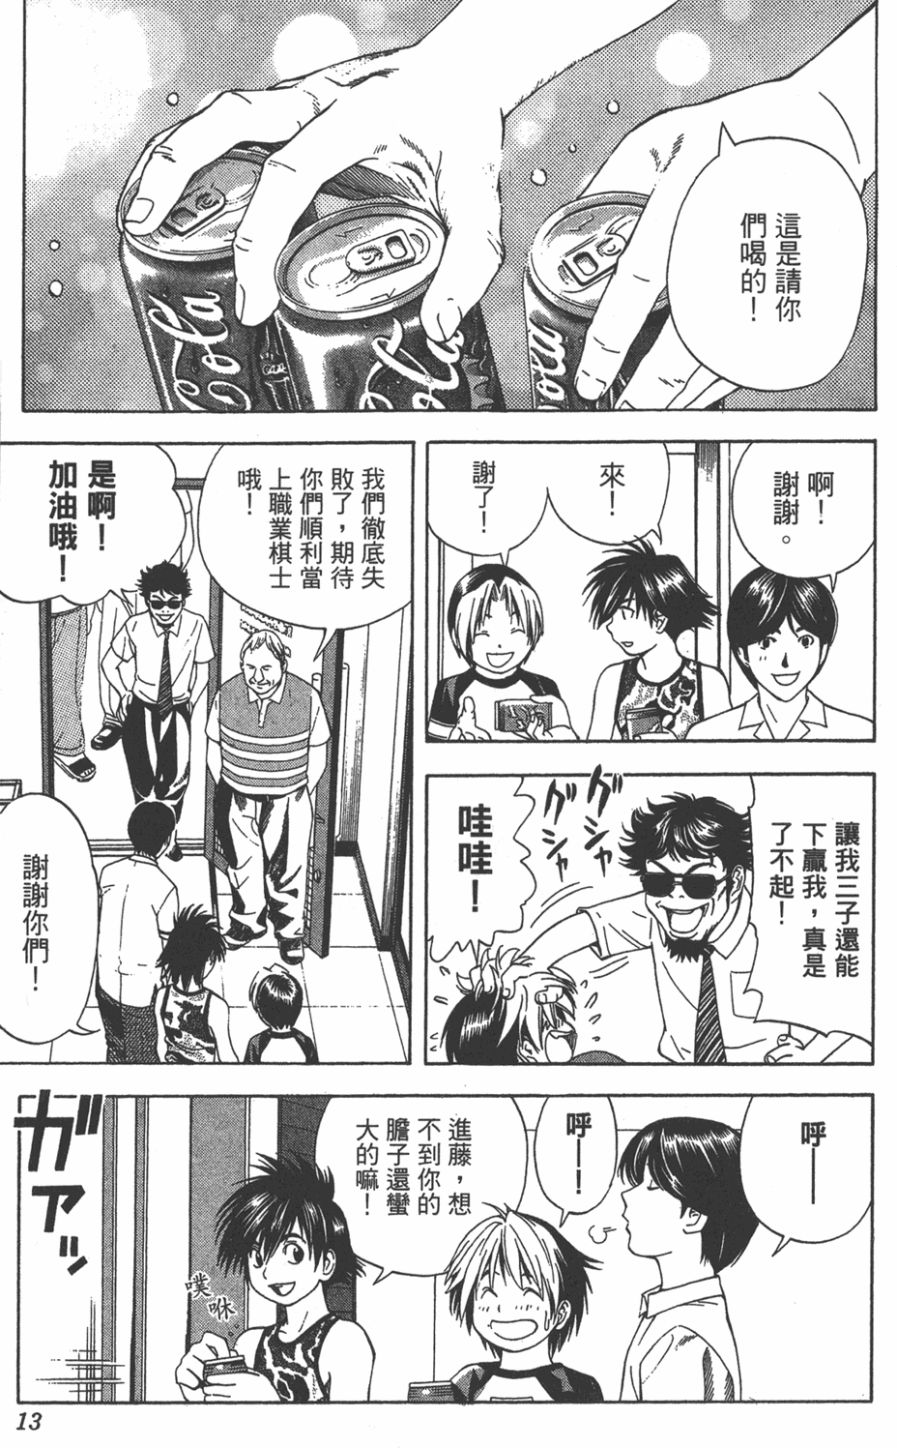 這是請你
們喝的！
Cola
Cola
啊！
謝謝。
來！
謝了！
我們徹底失
敗了，期待
你們順利當
上職業棋士
哦！
是啊！
加油哦！
讓我三子還能
下贏我，真是
了不起！
グシャ
グシャ
哇哇！
謝謝你們！
呼——
呼—！
進藤，想
不到你的
膽子還蠻
大的嘛！
噗咻
ガァッ
13